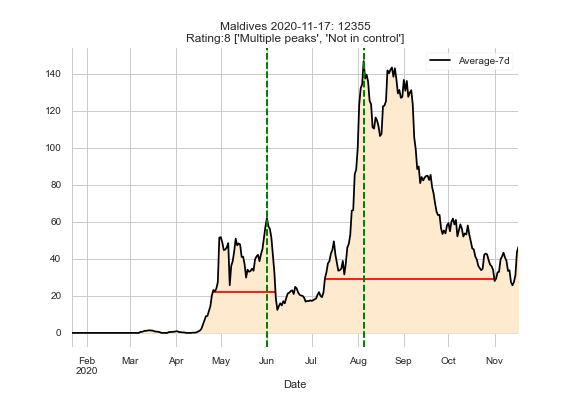 Maldives 2020-11-17: 12355
Rating:8 ['Multiple peaks', 'Not in control']
Average-7d
140
120
100
80
60
40
20
0
Feb Mar Apr May Jun Jul Aug Sep Oct Nov
2020
Date